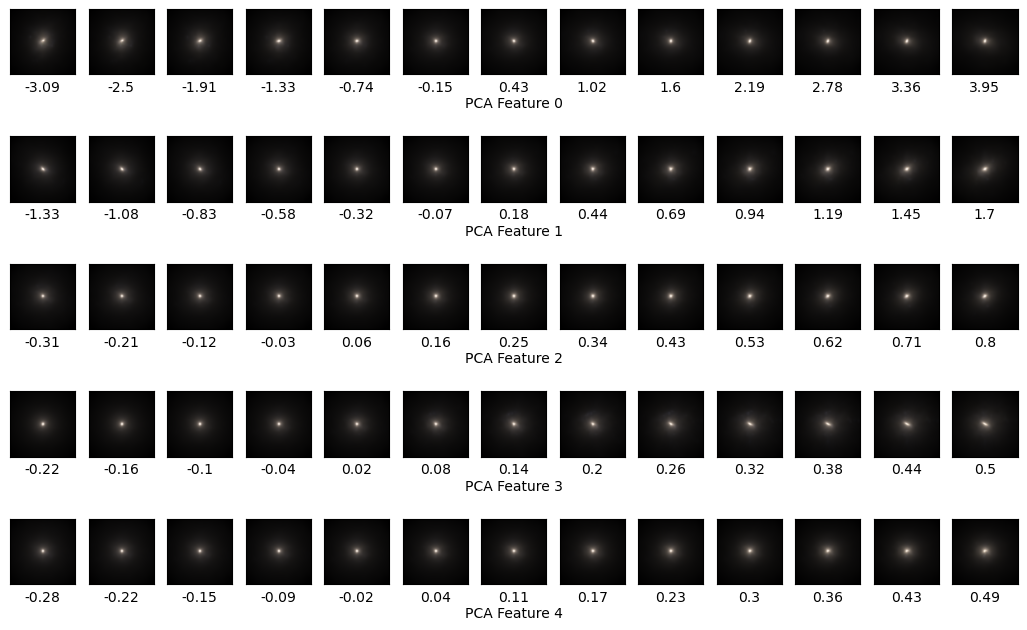 -3.09 -2.5 -1.91 -1.33 -0.74 -0.15 0.43 1.02 1.6 2.19 2.78 3.36 3.95
PCA Feature 0
-1.33 -1.08 -0.83 -0.58 -0.32 -0.07 0.18 0.44 0.69 0.94 1.19 1.45 1.7
PCA Feature 1
-0.31 -0.21 -0.12 -0.03 0.06 0.16 0.25 0.34 0.43 0.53 0.62 0.71 0.8
PCA Feature 2
-0.22 -0.16 -0.1 -0.04 0.02 0.08 0.14 0.2 0.26 0.32 0.38 0.44 0.5
PCA Feature 3
-0.28 -0.22 -0.15 -0.09 -0.02 0.04 0.11 0.17 0.23 0.3 0.36 0.43 0.49
PCA Feature 4